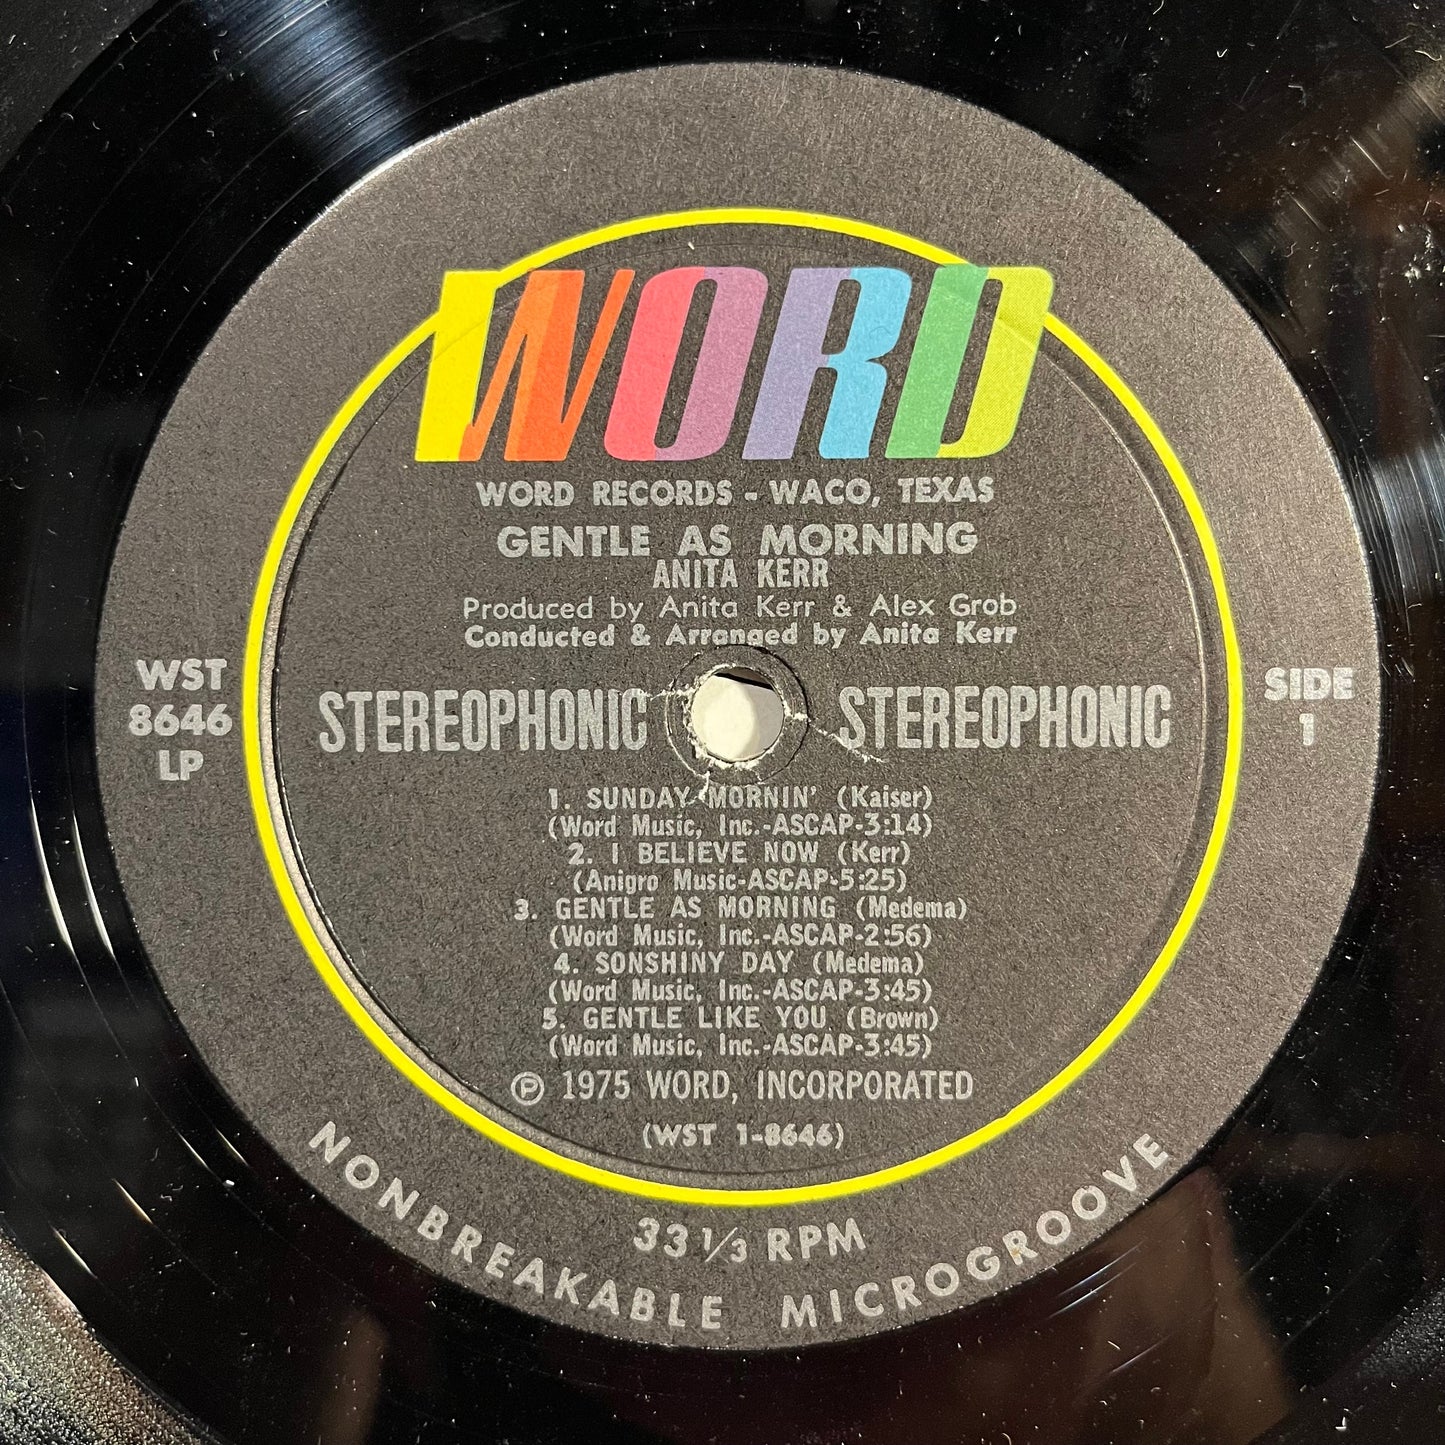 WORD
WORD RECORDS - WACO, TEXAS
GENTLE AS MORNING
ANITA KERR
Produced by Anita Kerr & Alex Grob
Conducted & Arranged by Anita Kerr
WST
8646
LP
STEREOPHONIC STEREOPHONIC
SIDE
1
1. SUNDAY MORNIN' (Kaiser)
(Word Music, Inc.-ASCAP-3:14)
2. I BELIEVE NOW (Kerr)
(Anigro Music-ASCAP-5:25)
3. GENTLE AS MORNING (Medema)
(Word Music, Inc.-ASCAP-2:56)
4. SONSHINY DAY (Medema)
(Word Music, Inc.-ASCAP-3:45)
5. GENTLE LIKE YOU (Brown)
(Word Music, Inc.-ASCAP-3:45)
℗ 1975 WORD, INCORPORATED
(WST 1-8646)
33 1/3 RPM
NONBREAKABLE MICROGROOVE